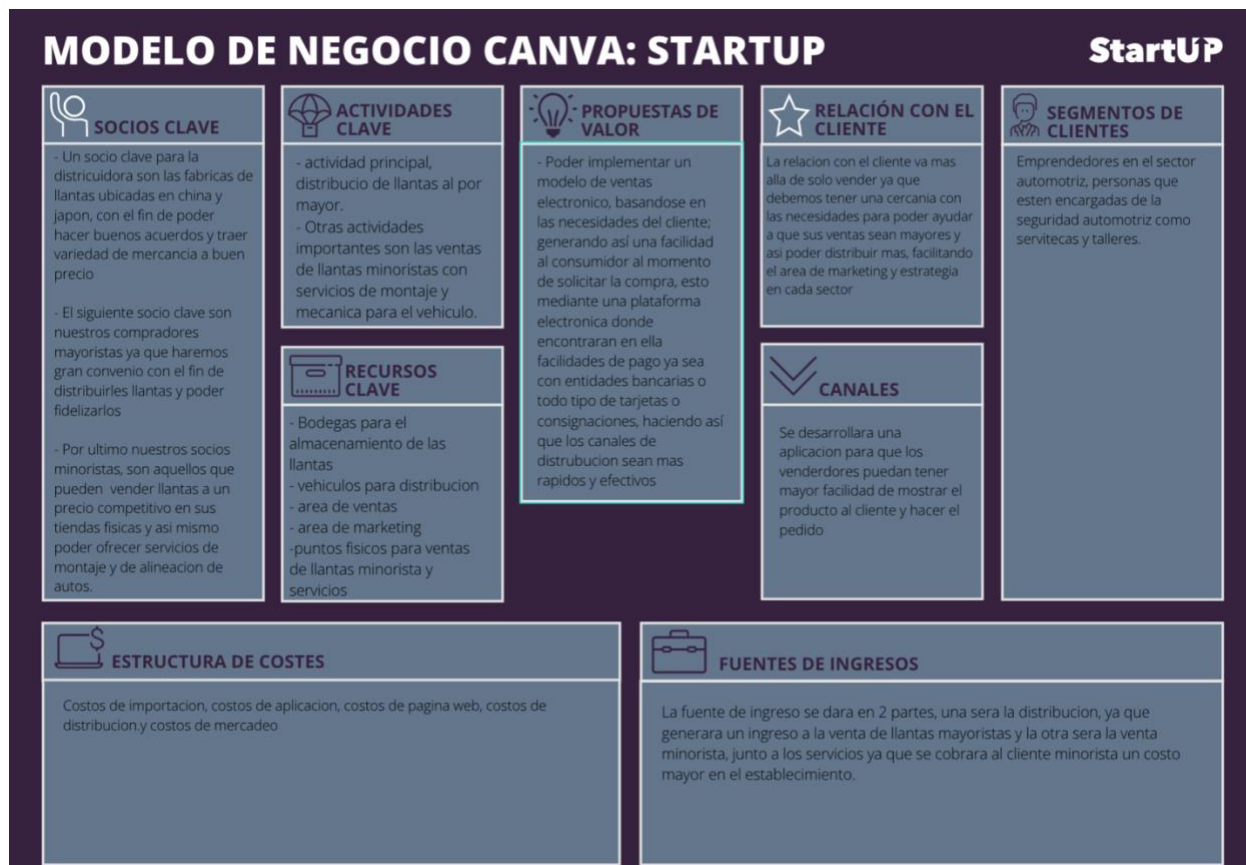 MODELO DE NEGOCIO CANVA: STARTUP
StartUP
SOCIOS CLAVE
- Un socio clave para la
districuidora son las fabricas de
llantas ubicadas en china y
japon, con el fin de poder
hacer buenos acuerdos y traer
variedad de mercancia a buen
precio
- El siguiente socio clave son
nuestros compradores
mayoristas ya que haremos
gran convenio con el fin de
distribuirles llantas y poder
fidelizarlos
- Por ultimo nuestros socios
minoristas, son aquellos que
pueden vender llantas a un
precio competitivo en sus
tiendas fisicas y asi mismo
poder ofrecer servicios de
montaje y de alineacion de
autos.
ACTIVIDADES
CLAVE
- actividad principal,
distribucio de llantas al por
mayor.
- Otras actividades
importantes son las ventas
de llantas minoristas con
servicios de montaje y
mecanica para el vehiculo.
RECURSOS
CLAVE
- Bodegas para el
almacenamiento de las
llantas
- vehiculos para distribucion
- area de ventas
- area de marketing
-puntos fisicos para ventas
de llantas minorista y
servicios
PROPUESTAS DE
VALOR
- Poder implementar un
modelo de ventas
electronico, basandose en
las necesidades del cliente;
generando así una facilidad
al consumidor al momento
de solicitar la compra, esto
mediante una plataforma
electronica donde
encontraran en ella
facilidades de pago ya sea
con entidades bancarias o
todo tipo de tarjetas o
consignaciones, haciendo así
que los canales de
distrubucion sean mas
rapidos y efectivos
RELACIÓN CON EL
CLIENTE
La relacion con el cliente va mas
alla de solo vender ya que
debemos tener una cercania con
las necesidades para poder ayudar
a que sus ventas sean mayores y
asi poder distribuir mas, facilitando
el area de marketing y estrategia
en cada sector
CANALES
Se desarrollara una
aplicacion para que los
venderdores puedan tener
mayor facilidad de mostrar el
producto al cliente y hacer el
pedido
SEGMENTOS DE
CLIENTES
Emprendedores en el sector
automotriz, personas que
esten encargadas de la
seguridad automotriz como
servitecas y talleres.
ESTRUCTURA DE COSTES
Costos de importacion, costos de aplicacion, costos de pagina web, costos de
distribucion.y costos de mercadeo
FUENTES DE INGRESOS
La fuente de ingreso se dara en 2 partes, una sera la distribucion, ya que
generara un ingreso a la venta de llantas mayoristas y la otra sera la venta
minorista, junto a los servicios ya que se cobrara al cliente minorista un costo
mayor en el establecimiento.